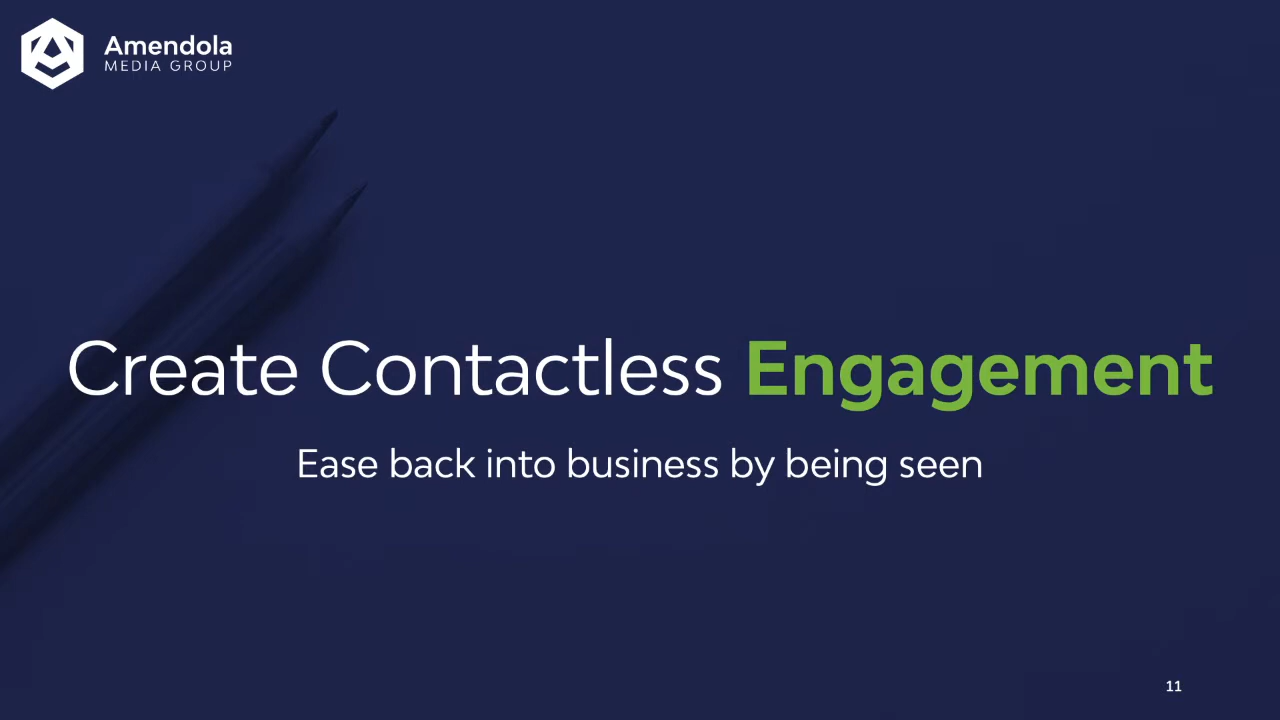 Amendola
MEDIA GROUP
Create Contactless Engagement
Ease back into business by being seen
11